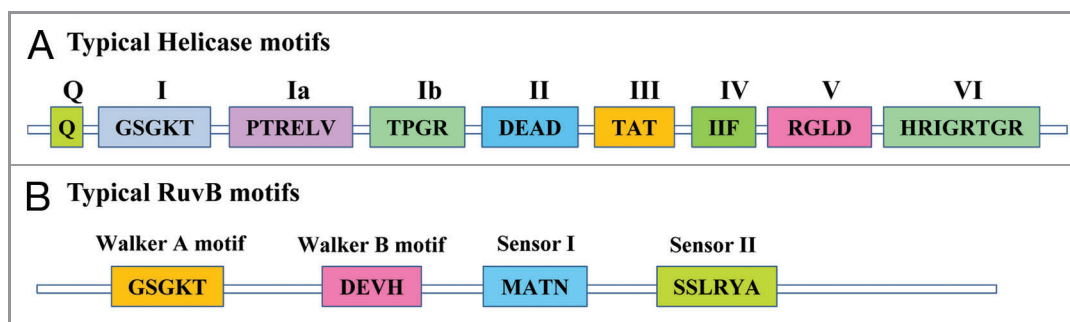 A Typical Helicase motifs
Q I Ia Ib II III IV V VI
Q GSGKT PTRELV TPGR DEAD TAT IIF RGLD HRIGRTGR
B Typical RuvB motifs
Walker A motif Walker B motif Sensor I Sensor II
GSGKT DEVH MATN SSLRYA